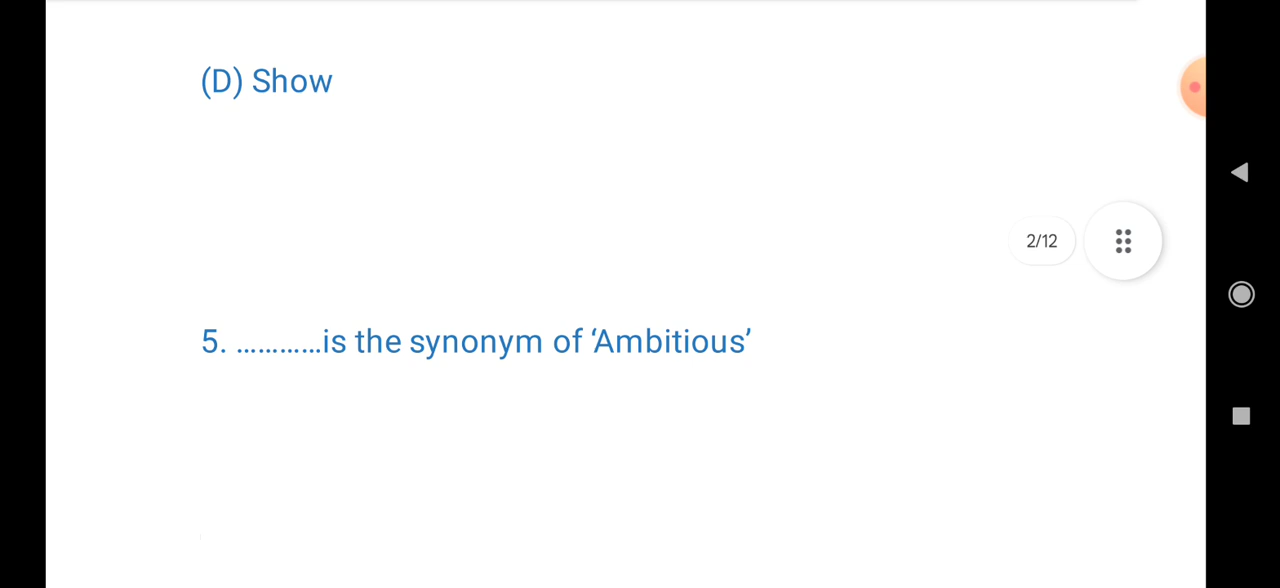 (D) Show
2/12
5. ............is the synonym of ‘Ambitious’